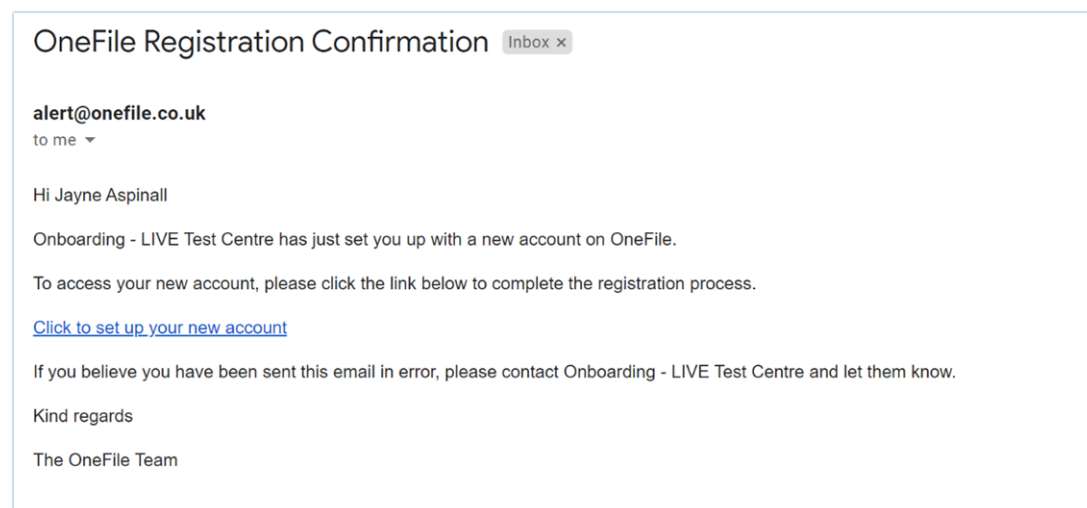 OneFile Registration Confirmation Inbox ×
alert@onefile.co.uk
to me
Hi Jayne Aspinall
Onboarding - LIVE Test Centre has just set you up with a new account on OneFile.
To access your new account, please click the link below to complete the registration process.
Click to set up your new account
If you believe you have been sent this email in error, please contact Onboarding - LIVE Test Centre and let them know.
Kind regards
The OneFile Team